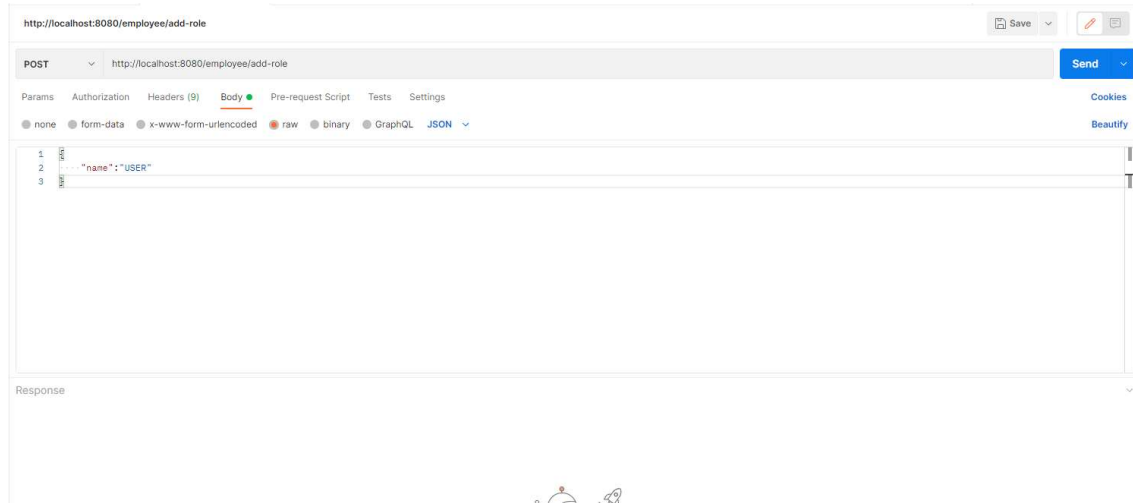 http://localhost:8080/employee/add-role Save
POST http://localhost:8080/employee/add-role Send
Params Authorization Headers (9) Body Pre-request Script Tests Settings Cookies
none form-data x-www-form-urlencoded raw binary GraphQL JSON Beautify
1 {
2 "name":"USER"
3 }
Response